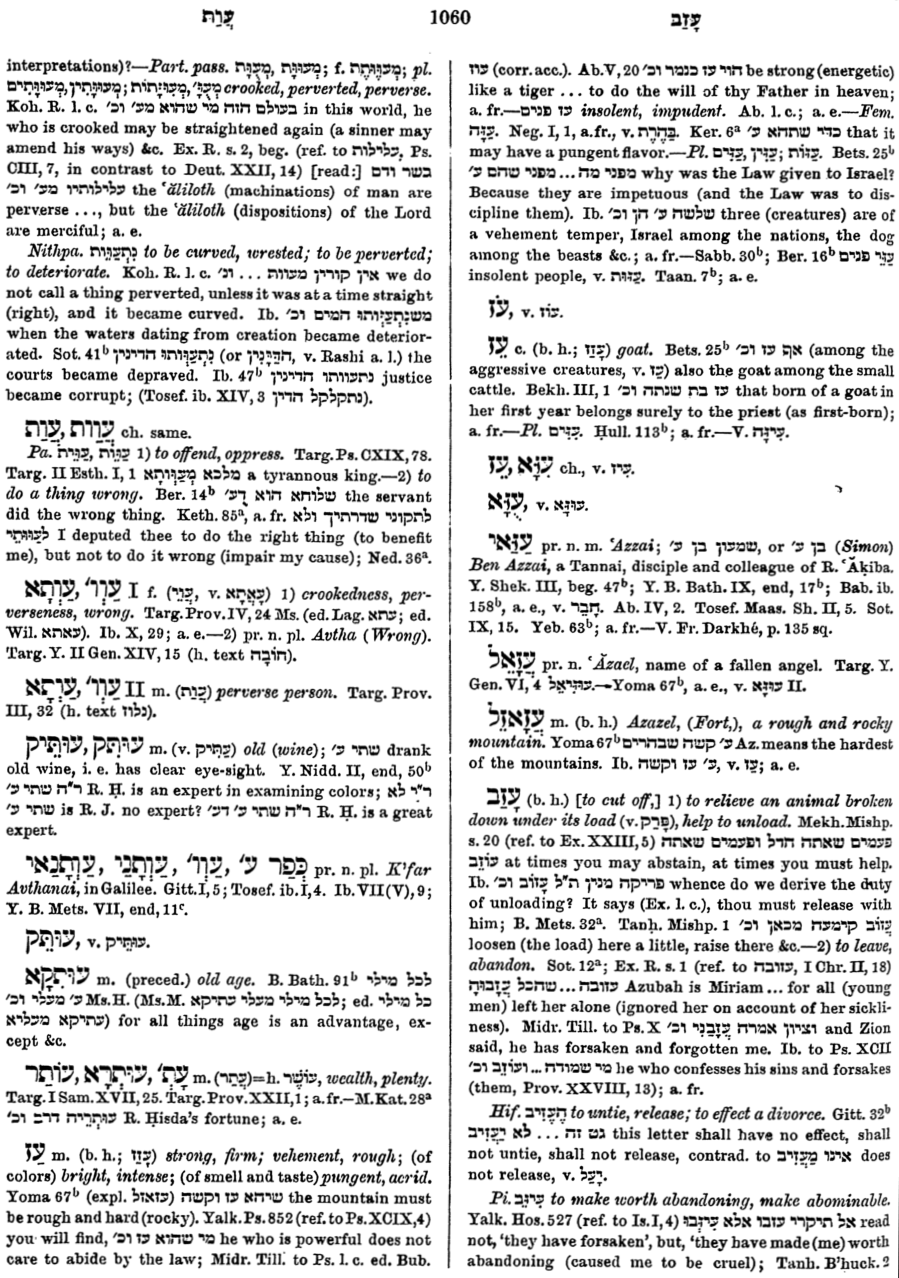 עֲוַת 1060 עָזַב
interpretations)?—Part. pass. מְעוּוָּת, מְעֻוָּת; f. מְעוּוֶּתֶת; pl.
crooked, perverted, perverse. מְעוּוָּתִים, מְעוּוָּתִין; מְעוּוָּתוֹת, מְעֻוָּ׳
Koh. R. l. c. בעולם הזה מי שהוא מע׳ וכ׳ in this world, he
who is crooked may be straightened again (a sinner may
amend his ways) &c. Ex. R. s. 2, beg. (ref. to עלילות, Ps.
CIII, 7, in contrast to Deut. XXII, 14) [read:] בשר ודם
עלילותיו מע׳ וכ׳ the ‘ăliloth (machinations) of man are
perverse ..., but the ‘ăliloth (dispositions) of the Lord
are merciful; a. e.
Nithpa. נִתְעַוֵּות to be curved, wrested; to be perverted;
to deteriorate. Koh. R. l. c. אין קורין מעוות ... וכ׳ we do
not call a thing perverted, unless it was at a time straight
(right), and it became curved. Ib. משנתעוותו המים וכ׳
when the waters dating from creation became deterior-
ated. Sot. 41b נתעוותו הדינין (or הדיינין, v. Rashi a. l.) the
courts became depraved. Ib. 47b נתעוותו הדינין justice
became corrupt; (Tosef. ib. XIV, 3 נתקלקל הדין).
עֲוַת, עֲוֵות ch. same.
Pa. עַוֵּית, עַוֵּת 1) to offend, oppress. Targ. Ps. CXIX, 78.
Targ. II Esth. I, 1 מלכא מְעַוְּותָא a tyrannous king.—2) to
do a thing wrong. Ber. 14b שלוחא הוא דע׳ the servant
did the wrong thing. Keth. 85a, a. fr. לתקוני שדרתיך ולא
לעוותי I deputed thee to do the right thing (to benefit
me), but not to do it wrong (impair my cause); Ned. 36a.
עַוְתָא, עַוְו׳ I f. (עֲוִי, v. עָאֲתָא) 1) crookedness, per-
verseness, wrong. Targ. Prov. IV, 24 Ms. (ed. Lag. עתא; ed.
Wil. עאתא). Ib. X, 29; a. e.—2) pr. n. pl. Avtha (Wrong).
Targ. Y. II Gen. XIV, 15 (h. text חובה).
עַוְתָא, עַוְו׳ II m. (עֲוַת) perverse person. Targ. Prov.
III, 32 (h. text נלוז).
עוּתָּק, עוּתִּיק m. (v. עַתִּיק) old (wine); שתי ע׳ drank
old wine, i. e. has clear eye-sight. Y. Nidd. II, end, 50b
ר״ח שתי ע׳ R. Ḥ. is an expert in examining colors; ר״י לא
שתי ע׳ is R. J. no expert? ר״ח שתי ע׳ דע׳ R. Ḥ. is a great
expert.
כְּפַר ע׳, עַוְו׳, עַוְתָנַי, עַוְתָנַאי pr. n. pl. K’far
Avthanai, in Galilee. Gitt. I, 5; Tosef. ib. I, 4. Ib. VII (V), 9;
Y. B. Mets. VII, end, 11c.
עוּתֵּק, v. עוּתִּיק.
עוּתְקָא m. (preced.) old age. B. Bath. 91b לכל מילי
ע׳ מעלי וכ׳ Ms. H. (Ms. M. לכל מילי מעלי עתיקא; ed. כל מילי
עתיקא מעליא) for all things age is an advantage, ex-
cept &c.
עוֹתַר, עוּתְרָא, עָת׳ m. (עֲתַר)=h. עוֹשֶׁר, wealth, plenty.
Targ. I Sam. XVII, 25. Targ. Prov. XXII, 1; a. fr.—M. Kat. 28a
עותריה דרב וכ׳ R. Ḥisda’s fortune; a. e.
עַז m. (b. h.; עָזַז) strong, firm; vehement, rough; (of
colors) bright, intense; (of smell and taste) pungent, acrid.
Yoma 67b (expl. עזאזל) שיהא עז וקשה the mountain must
be rough and hard (rocky). Yalk. Ps. 852 (ref. to Ps. XCIX, 4)
you will find, מי שהוא עז וכ׳ he who is powerful does not
care to abide by the law; Midr. Till. to Ps. l. c. ed. Bub.
עוז (corr. acc.). Ab. V, 20 הוי עז כנמר וכ׳ be strong (energetic)
like a tiger ... to do the will of thy Father in heaven;
a. fr.—עז פנים insolent, impudent. Ab. l. c.; a. e.—Fem.
עַזָּה. Neg. I, 1, a. fr., v. בַּהֶרֶת. Ker. 6a כדי שתהא ע׳ that it
may have a pungent flavor.—Pl. עַזִּים, עַזִּין; עַזּוֹת. Bets. 25b
מפני מה... מפני שהם ע׳ why was the Law given to Israel?
Because they are impetuous (and the Law was to dis-
cipline them). Ib. שלשה ע׳ הן וכ׳ three (creatures) are of
a vehement temper, Israel among the nations, the dog
among the beasts &c.; a. fr.—Sabb. 30b; Ber. 16b עַזֵּי פנים
insolent people, v. עַזּוּת. Taan. 7b; a. e.
עֹז, v. עוֹז.
עֵז c. (b. h.; עָזַז) goat. Bets. 25b אף עז וכ׳ (among the
aggressive creatures, v. עַז) also the goat among the small
cattle. Bekh. III, 1 עז בת שנתה וכ׳ that born of a goat in
her first year belongs surely to the priest (as first-born);
a. fr.—Pl. עִזִּים. Ḥull. 113b; a. fr.—V. עִיזָּה.
עֵז, עִזָּא ch., v. עִיז.
עֻזָּא, v. עוּזָּא.
עַזַּאי pr. n. m. ‘Azzai; שמעון בן ע׳, or בן ע׳ (Simon)
Ben Azzai, a Tannai, disciple and colleague of R. ‘Ăḳiba.
Y. Shek. III, beg. 47b; Y. B. Bath. IX, end, 17b; Bab. ib.
158b, a. e., v. חָבֵר. Ab. IV, 2. Tosef. Maas. Sh. II, 5. Sot.
IX, 15. Yeb. 63b; a. fr.—V. Fr. Darkhé, p. 135 sq.
עֲזָאֵל pr. n. ‘Ăzael, name of a fallen angel. Targ. Y.
Gen. VI, 4 עוזיאל.—Yoma 67b, a. e., v. עוּזָּא II.
עֲזָאזֵל m. (b. h.) Azazel, (Fort,), a rough and rocky
mountain. Yoma 67b ע׳ קשה שבהרים Az. means the hardest
of the mountains. Ib. ע׳ עז וקשה, v. עַז; a. e.
עָזַב (b. h.) [to cut off,] 1) to relieve an animal broken
down under its load (v. פָּרַק), help to unload. Mekh. Mishp.
s. 20 (ref. to Ex. XXIII, 5) פעמים שאתה חדל ופעמים שאתה
עוזב at times you may abstain, at times you must help.
Ib. פריקה מנין ת״ל עזוב וכ׳ whence do we derive the duty
of unloading? It says (Ex. l. c.), thou must release with
him; B. Mets. 32a. Tanḥ. Mishp. 1 עזוב קימעה מכאן וכ׳
loosen (the load) here a little, raise there &c.—2) to leave,
abandon. Sot. 12a; Ex. R. s. 1 (ref. to עזובה, I Chr. II, 18)
עזובה... שהכל עֲזָבוּהָ Azubah is Miriam ... for all (young
men) left her alone (ignored her on account of her sickli-
ness). Midr. Till. to Ps. X וציון אמרה עֲזָבַנִי וכ׳ and Zion
said, he has forsaken and forgotten me. Ib. to Ps. XCII
מי שמודה ... ועוזב וכ׳ he who confesses his sins and forsakes
(them, Prov. XXVIII, 13); a. fr.
Hif. הֶעֱזִיב to untie, release; to effect a divorce. Gitt. 32b
גט זה ... לא יַעֲזִיב this letter shall have no effect, shall
not untie, shall not release, contrad. to אינו מַעֲזִיב does
not release, v. יָעַל.
Pi. עִיזֵּב to make worth abandoning, make abominable.
Yalk. Hos. 527 (ref. to Is. I, 4) אל תיקרי עזבו אלא עיזבו read
not, ‘they have forsaken’, but, ‘they have made (me) worth
abandoning (caused me to be cruel); Tanh. B’huck. 2